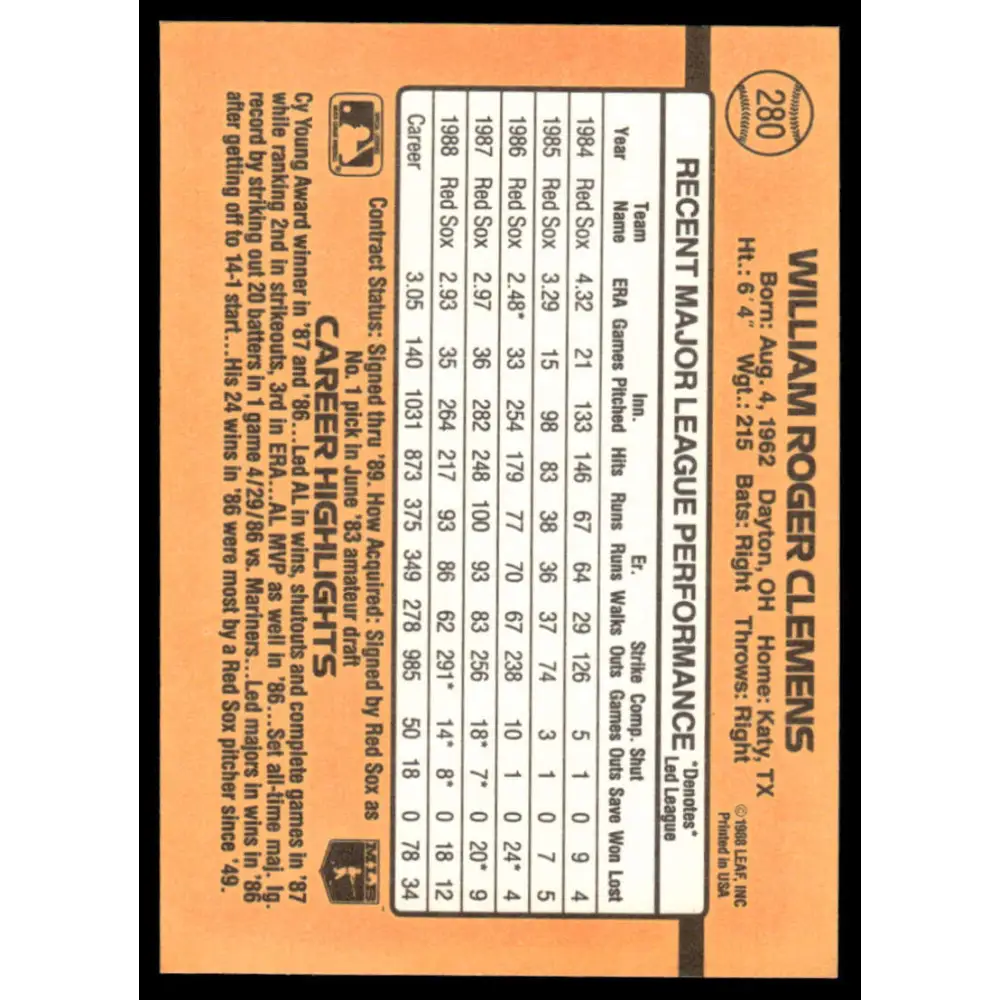 280
WILLIAM ROGER CLEMENS
Born: Aug. 4, 1962 Dayton, OH Home: Katy, TX
Ht.: 6'4" Wgt.: 215 Bats: Right Throws: Right
©1988 LEAF, INC
Printed in USA
RECENT MAJOR LEAGUE PERFORMANCE *Denotes*
Led League
Team Inn. Er. Strike Comp. Shut
Year Name ERA Games Pitched Hits Runs Runs Walks Outs Games Outs Save Won Lost
1984 Red Sox 4.32 21 133 146 67 64 29 126 5 1 0 9 4
1985 Red Sox 3.29 15 98 83 38 36 37 74 3 1 0 7 5
1986 Red Sox 2.48* 33 254 179 77 70 67 238 10 1 0 24* 4
1987 Red Sox 2.97 36 282 248 100 93 83 256 18* 7* 0 20* 9
1988 Red Sox 2.93 35 264 217 93 86 62 291* 14* 8* 0 18 12
Career 3.05 140 1031 873 375 349 278 985 50 18 0 78 34
Contract Status: Signed thru '89. How Acquired: Signed by Red Sox as
No. 1 pick in June '83 amateur draft
MLB
CAREER HIGHLIGHTS
Cy Young Award winner in '87 and '86...Led AL in wins, shutouts and complete games in '87
while ranking 2nd in strikeouts, 3rd in ERA...AL MVP as well in '86...Set all-time maj. lg.
record by striking out 20 batters in 1 game 4/29/86 vs. Mariners...Led majors in wins in '86
after getting off to 14-1 start...His 24 wins in '86 were most by a Red Sox pitcher since '49.